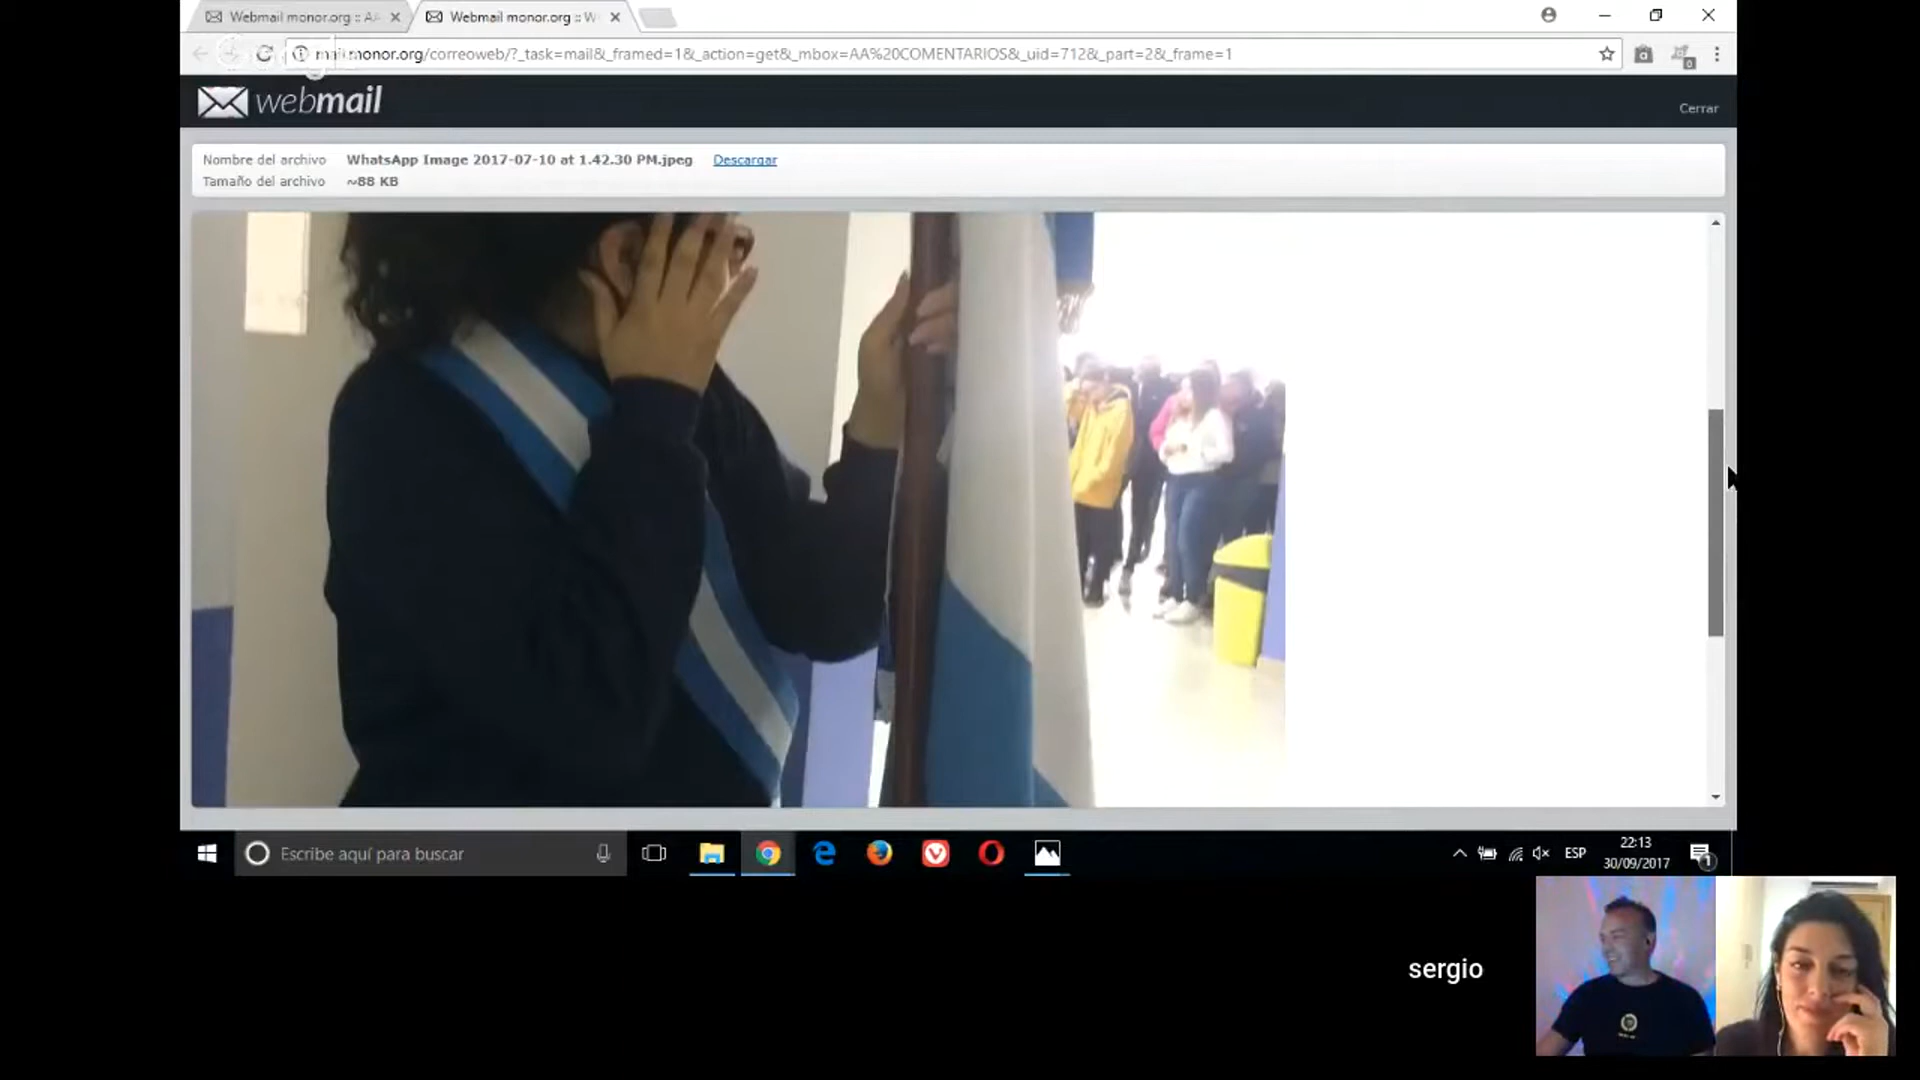 Webmail monor.org :: AA
Webmail monor.org :: W
monor.org/correoweb/?_task=mail&_framed=1&_action=get&_mbox=AA%20COMENTARIOS&_uid=712&_part=2&_frame=1
0
webmail
Cerrar
Nombre del archivo WhatsApp Image 2017-07-10 at 1.42.30 PM.jpeg Descargar
Tamaño del archivo ~88 KB
Escribe aquí para buscar
ESP
22:13
30/09/2017
1
sergio